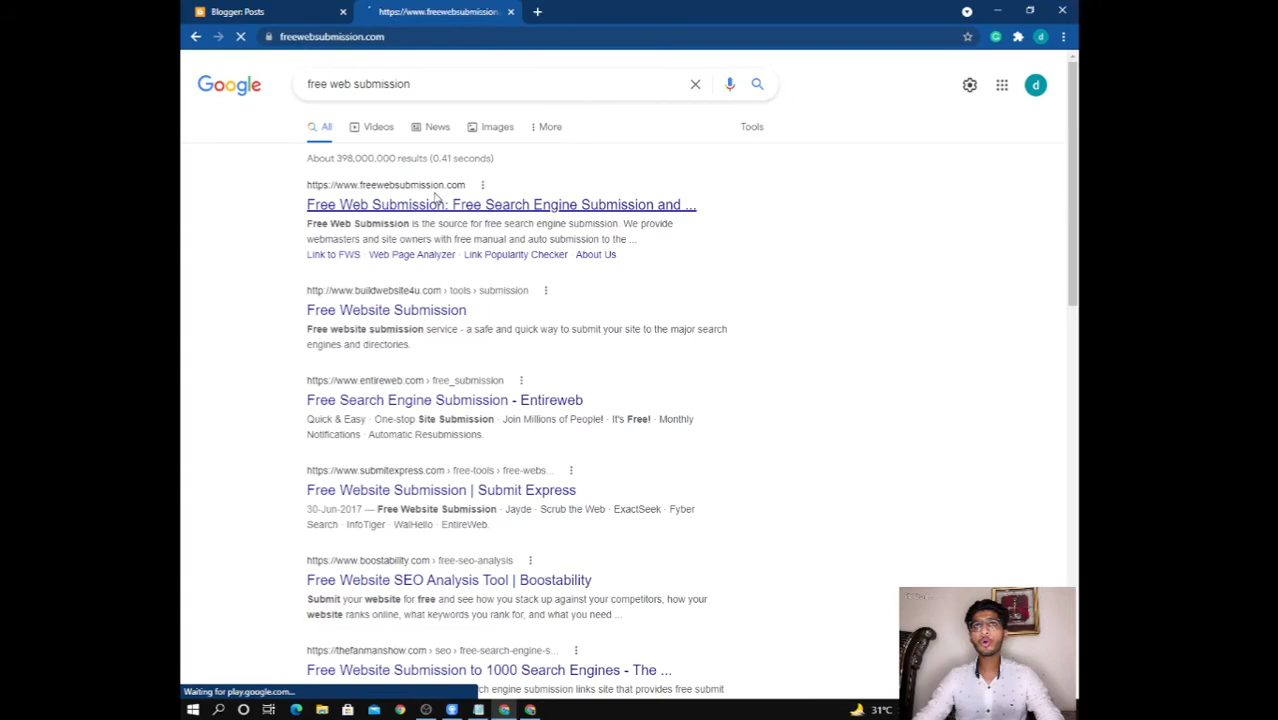 Blogger: Posts
https://www.freewebsubmission
freewebsubmission.com
d
Google
free web submission
d
All
Videos
News
Images
More
Tools
About 398,000,000 results (0.41 seconds)
https://www.freewebsubmission.com
Free Web Submission: Free Search Engine Submission and ...
Free Web Submission is the source for free search engine submission. We provide
webmasters and site owners with free manual and auto submission to the ...
Link to FWS · Web Page Analyzer · Link Popularity Checker · About Us
http://www.buildwebsite4u.com › tools › submission
Free Website Submission
Free website submission service - a safe and quick way to submit your site to the major search
engines and directories.
https://www.entireweb.com › free_submission
Free Search Engine Submission - Entireweb
Quick & Easy · One-stop Site Submission · Join Millions of People! · It's Free! · Monthly
Notifications · Automatic Resubmissions.
https://www.submitexpress.com › free-tools › free-webs...
Free Website Submission | Submit Express
30-Jun-2017 — Free Website Submission · Jayde · Scrub the Web · ExactSeek · Fyber
Search · InfoTiger · WalHello · EntireWeb.
https://www.boostability.com › free-seo-analysis
Free Website SEO Analysis Tool | Boostability
Submit your website for free and see how you stack up against your competitors, how your
website ranks online, what keywords you rank for, and what you need ...
https://thefanmanshow.com › seo › free-search-engine-s...
Free Website Submission to 1000 Search Engines - The ...
Waiting for play.google.com...
engine submission links site that provides free submit
31°C